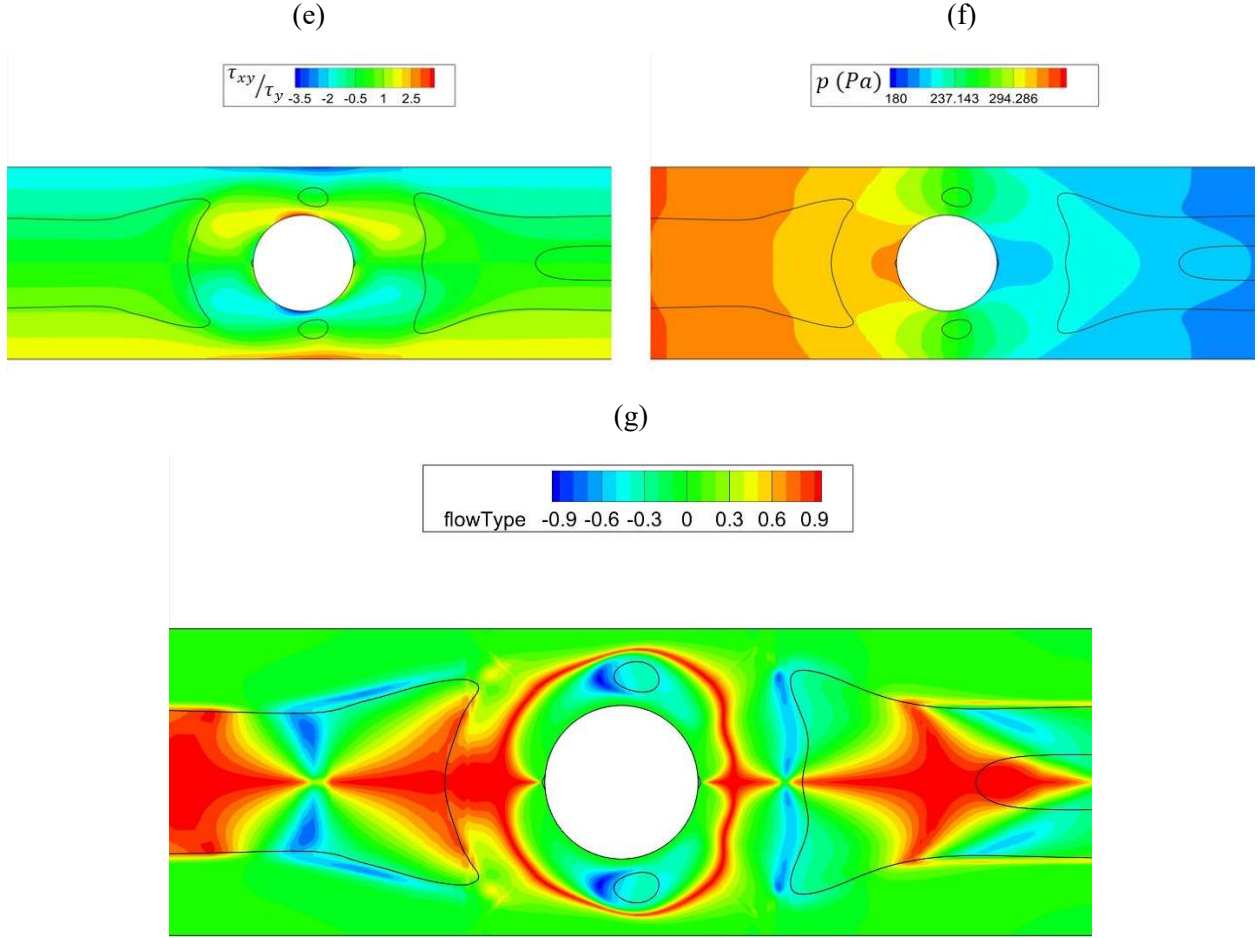 (e) (f)
τxy/τy -3.5 -2 -0.5 1 2.5
p (Pa) 180 237.143 294.286
(g)
flowType -0.9 -0.6 -0.3 0 0.3 0.6 0.9